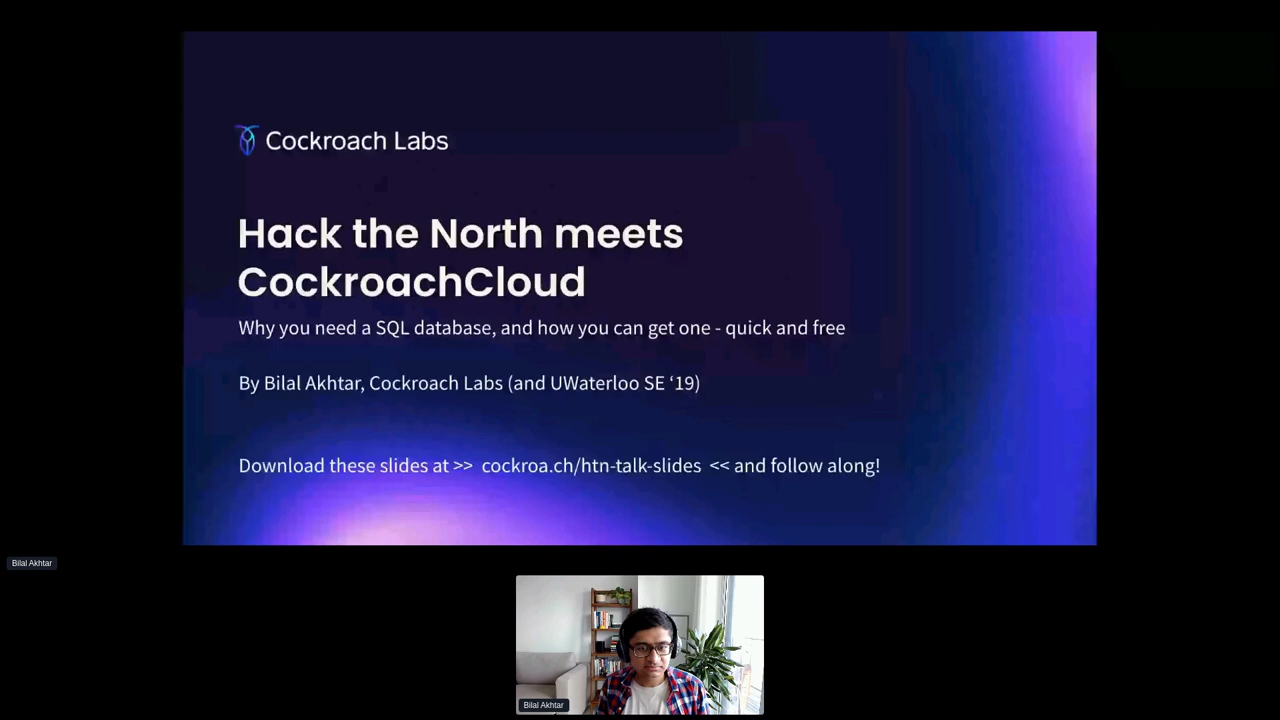 Cockroach Labs
Hack the North meets
CockroachCloud
Why you need a SQL database, and how you can get one - quick and free
By Bilal Akhtar, Cockroach Labs (and UWaterloo SE ‘19)
Download these slides at >> cockroa.ch/htn-talk-slides << and follow along!
Bilal Akhtar
Bilal Akhtar